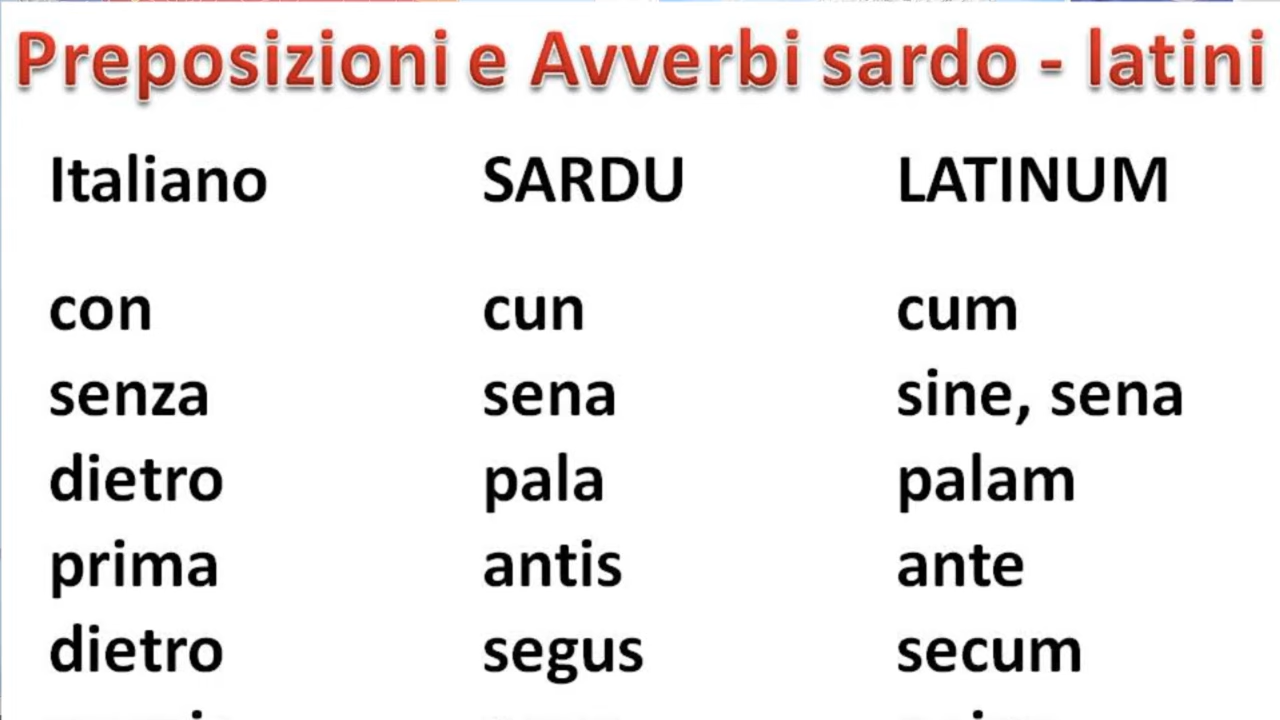 Preposizioni e Avverbi sardo - latini
Italiano SARDU LATINUM
con cun cum
senza sena sine, sena
dietro pala palam
prima antis ante
dietro segus secum